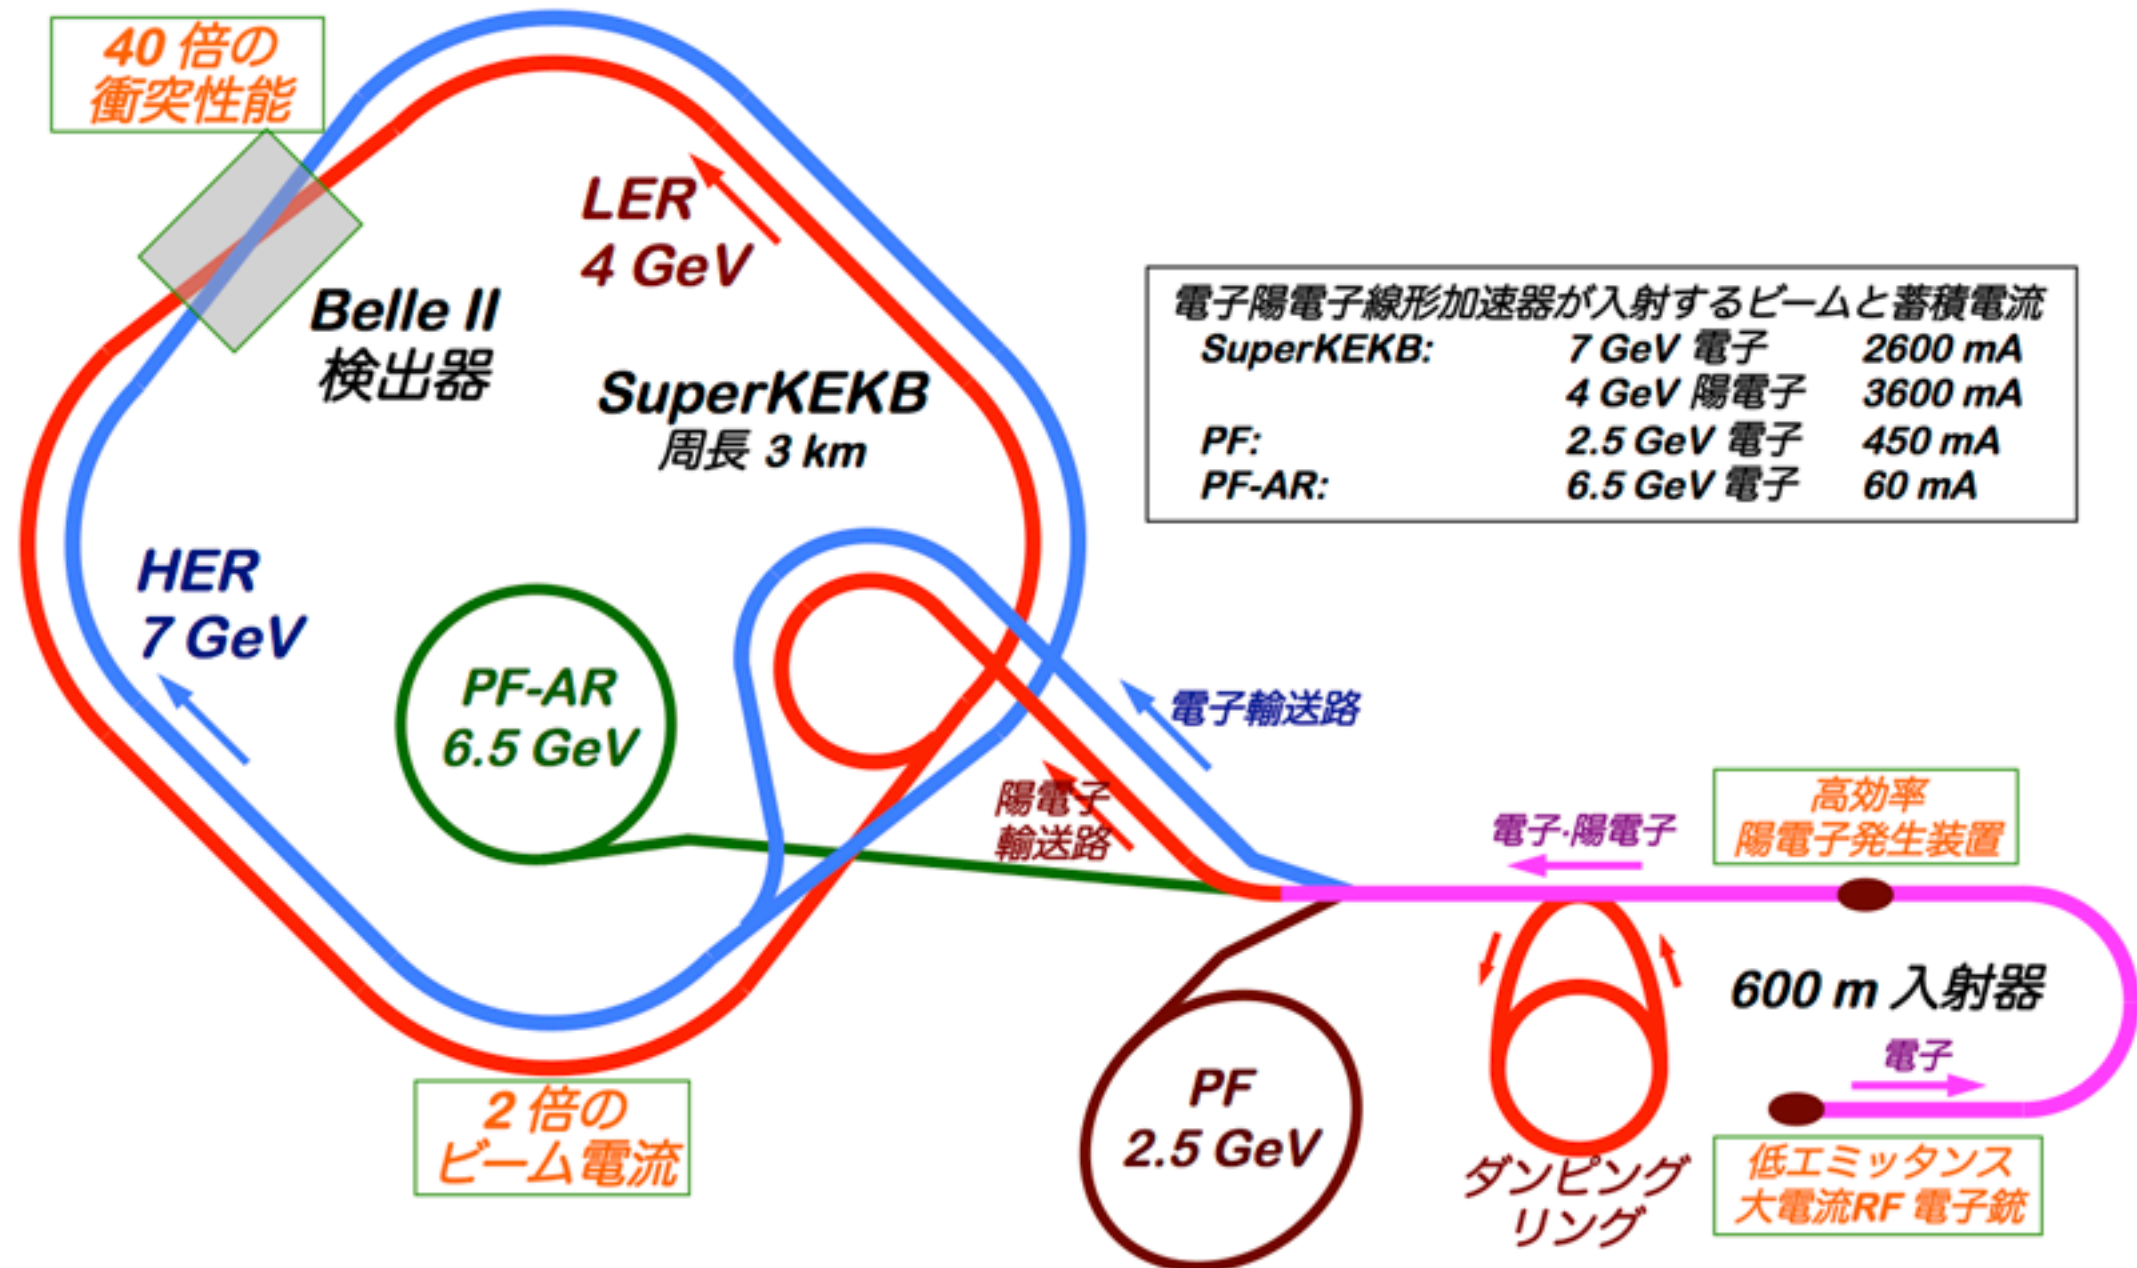 40 倍の
衝突性能
LER
4 GeV
Belle II
検出器
SuperKEKB
周長 3 km
電子陽電子線形加速器が入射するビームと蓄積電流
SuperKEKB: 7 GeV 電子 2600 mA
4 GeV 陽電子 3600 mA
PF: 2.5 GeV 電子 450 mA
PF-AR: 6.5 GeV 電子 60 mA
HER
7 GeV
PF-AR
6.5 GeV
電子輸送路
陽電子
輸送路
電子·陽電子
高効率
陽電子発生装置
600 m 入射器
電子
低エミッタンス
大電流RF 電子銃
PF
2.5 GeV
ダンピング
リング
2 倍の
ビーム電流